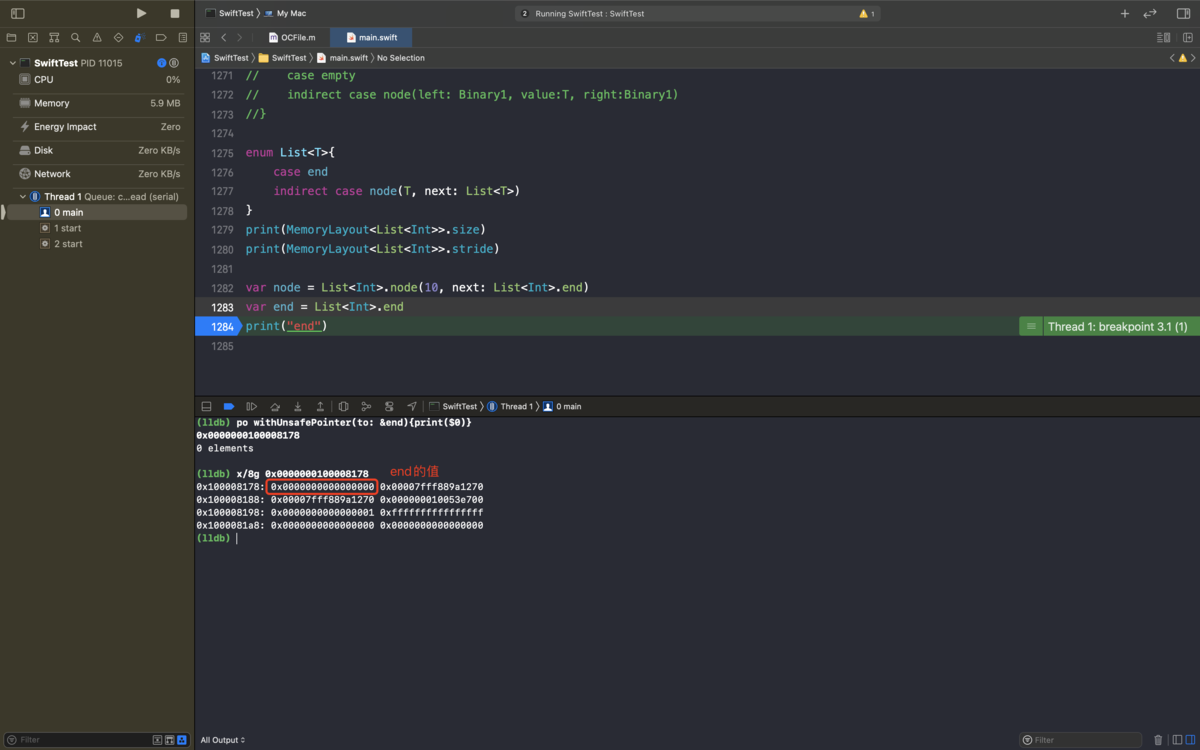 SwiftTest 〉 My Mac
2 Running SwiftTest : SwiftTest
1
OCFile.m
main.swift
SwiftTest 〉 SwiftTest 〉 main.swift 〉 No Selection
SwiftTest PID 11015
CPU 0%
Memory 5.9 MB
Energy Impact Zero
Disk Zero KB/s
Network Zero KB/s
Thread 1 Queue: c...ead (serial)
0 main
1 start
2 start
Filter
1271 //    case empty
1272 //    indirect case node(left: Binary1, value:T, right:Binary1)
1273 //}
1274
1275 enum List<T>{
1276     case end
1277     indirect case node(T, next: List<T>)
1278 }
1279 print(MemoryLayout<List<Int>>.size)
1280 print(MemoryLayout<List<Int>>.stride)
1281
1282 var node = List<Int>.node(10, next: List<Int>.end)
1283 var end = List<Int>.end
1284 print("end")
Thread 1: breakpoint 3.1 (1)
1285
SwiftTest 〉 Thread 1 〉 0 main
(lldb) po withUnsafePointer(to: &end){print($0)}
0x0000000100008178
0 elements
(lldb) x/8g 0x0000000100008178
end的值
0x100008178: 0x0000000000000000 0x00007fff889a1270
0x100008188: 0x00007fff889a1270 0x000000010053e700
0x100008198: 0x0000000000000001 0xffffffffffffffff
0x1000081a8: 0x0000000000000000 0x0000000000000000
(lldb)
All Output
Filter